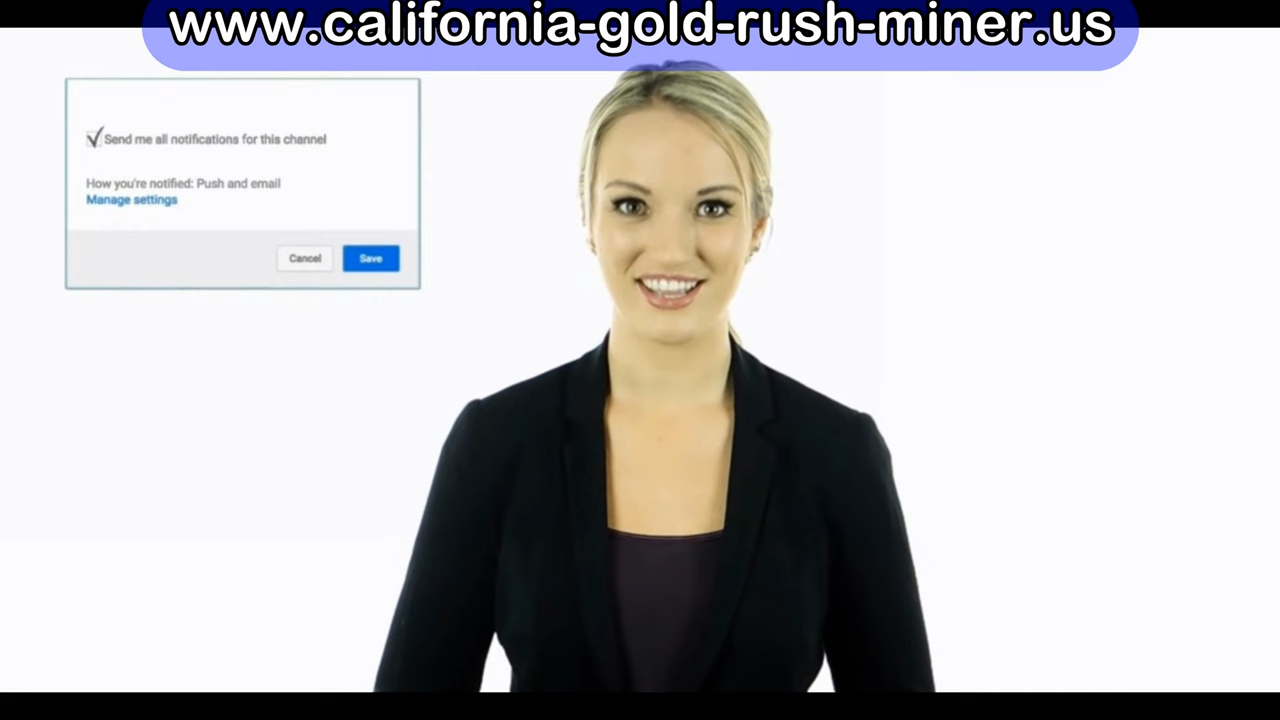 www.california-gold-rush-miner.us
Send me all notifications for this channel
How you're notified: Push and email
Manage settings
Cancel
Save